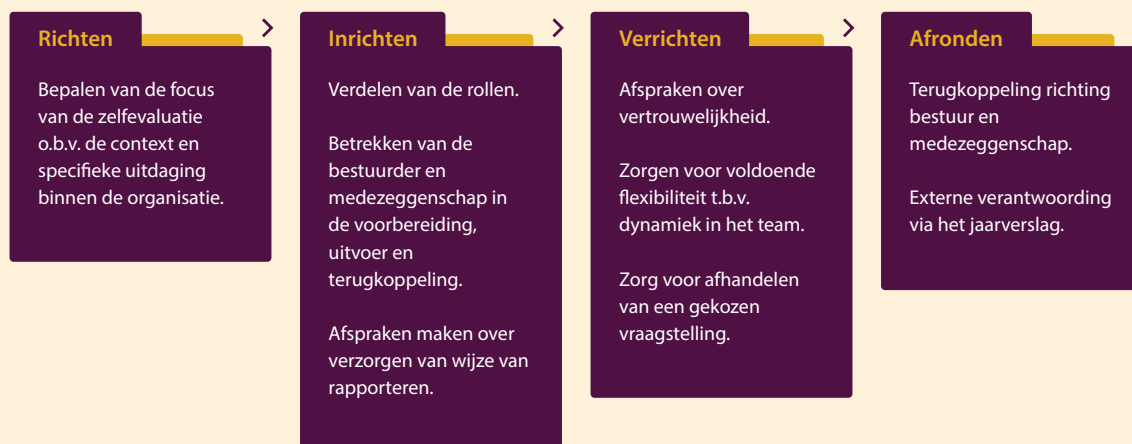 Richten
Bepalen van de focus
van de zelfevaluatie
o.b.v. de context en
specifieke uitdaging
binnen de organisatie.
Inrichten
Verdelen van de rollen.
Betrekken van de
bestuurder en
medezeggenschap in
de voorbereiding,
uitvoer en
terugkoppeling.
Afspraken maken over
verzorgen van wijze van
rapporteren.
Verrichten
Afspraken over
vertrouwelijkheid.
Zorgen voor voldoende
flexibiliteit t.b.v.
dynamiek in het team.
Zorg voor afhandelen
van een gekozen
vraagstelling.
Afronden
Terugkoppeling richting
bestuur en
medezeggenschap.
Externe verantwoording
via het jaarverslag.